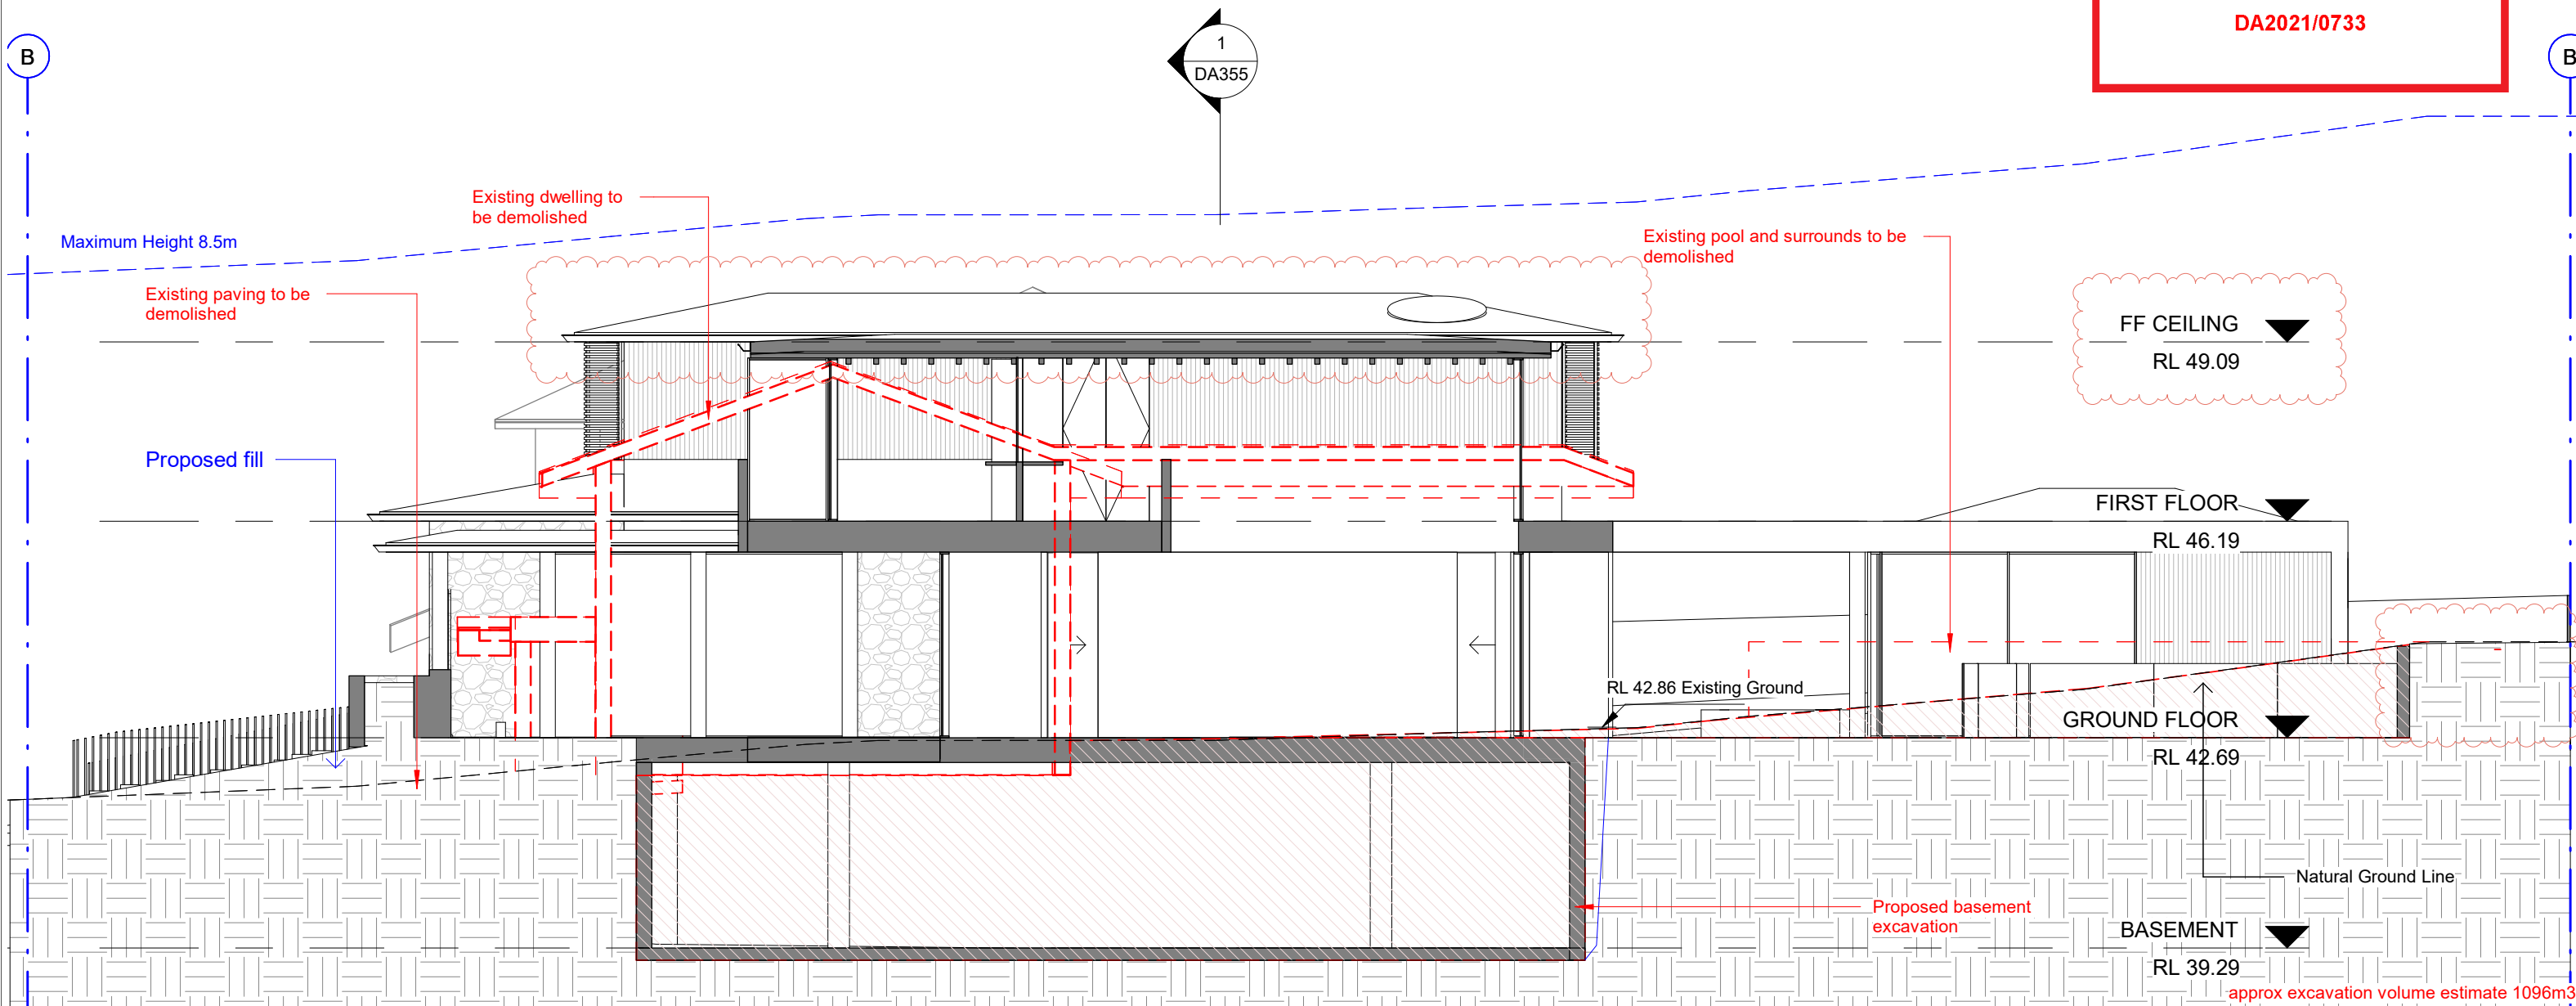 DA2021/0733
B
B
1
DA355
Existing dwelling to
be demolished
Maximum Height 8.5m
Existing pool and surrounds to be
demolished
Existing paving to be
demolished
FF CEILING
RL 49.09
Proposed fill
FIRST FLOOR
RL 46.19
RL 42.86 Existing Ground
GROUND FLOOR
RL 42.69
Natural Ground Line
Proposed basement
excavation
BASEMENT
RL 39.29
approx excavation volume estimate 1096m3